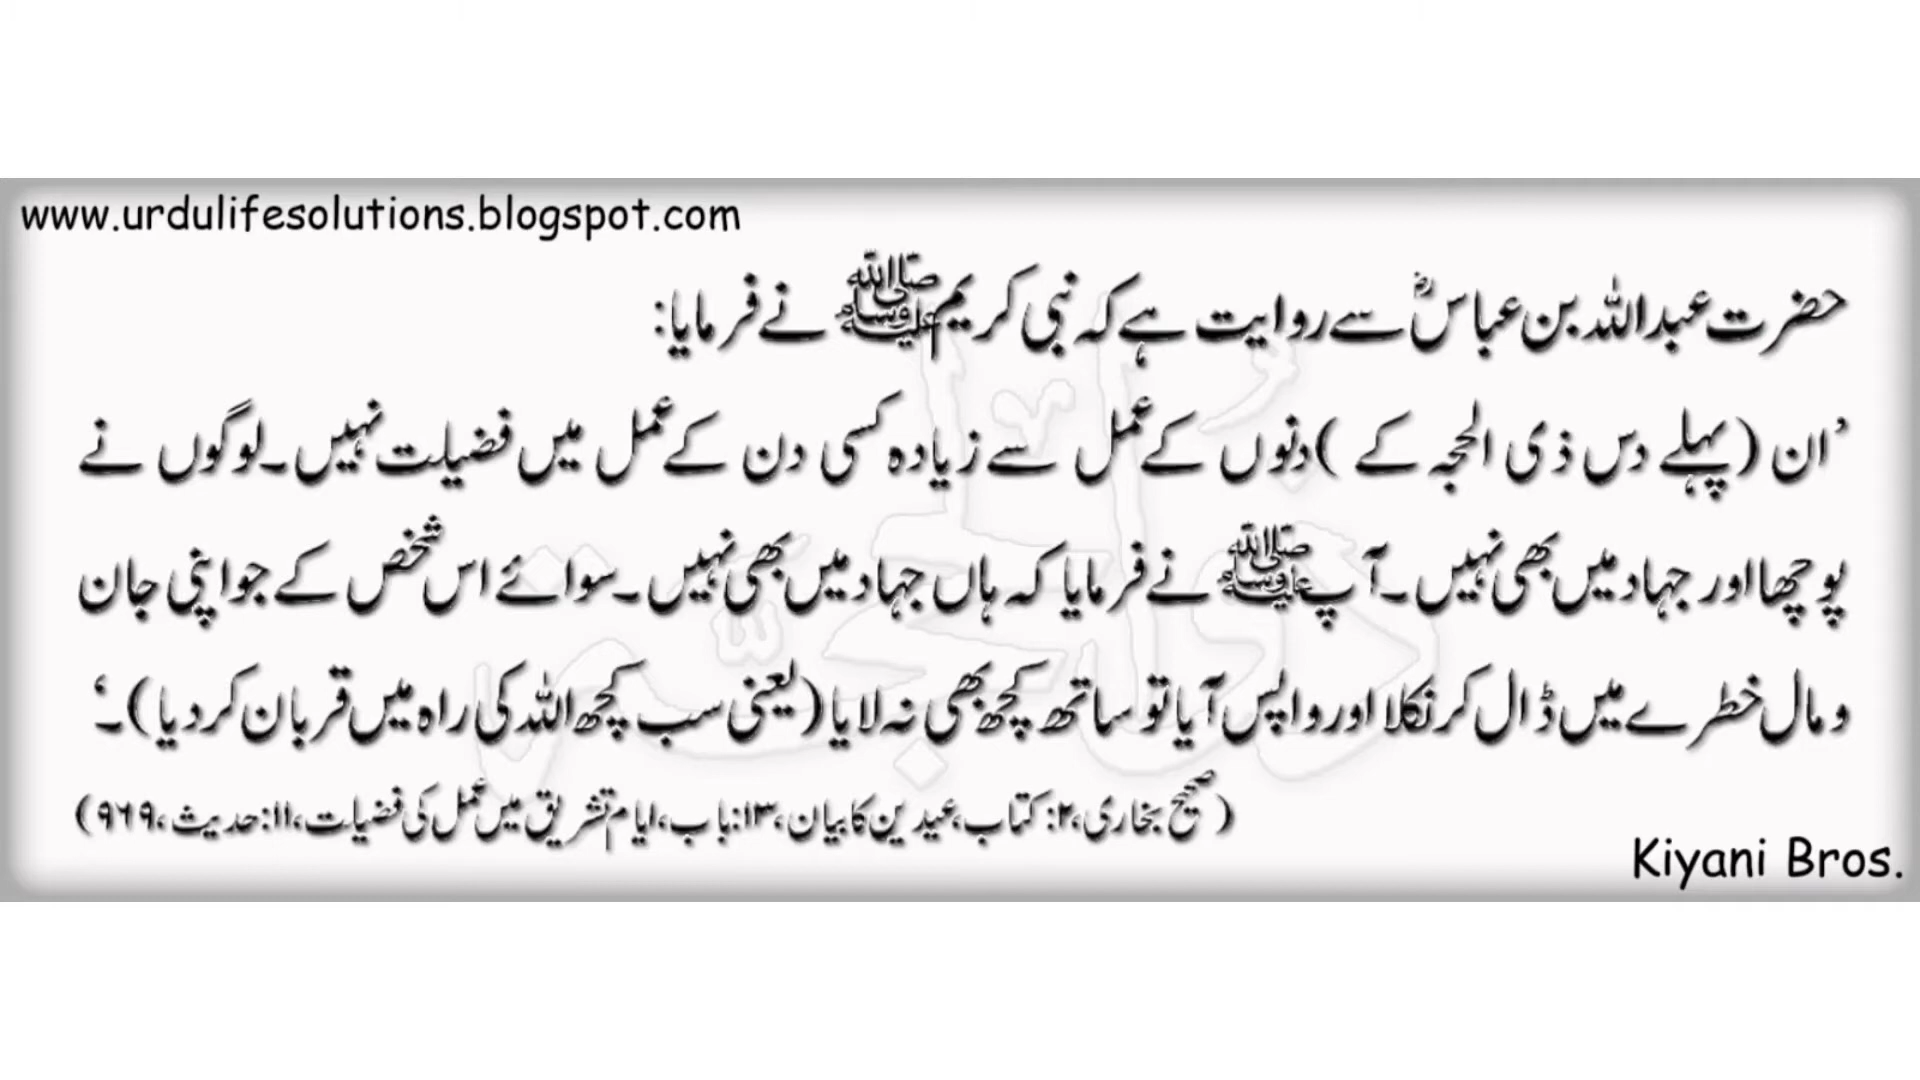 www.urdulifesolutions.blogspot.com
حضرت عبداللہ بن عباسؓ سے روایت ہے کہ نبی کریم ﷺ نے فرمایا:
’ان (پہلے دس ذی الحجہ کے )دنوں کے عمل سے زیادہ کسی دن کے عمل میں فضیلت نہیں۔لوگوں نے
پوچھا اور جہاد میں بھی نہیں۔آپ ﷺ نے فرمایا کہ ہاں جہاد میں بھی نہیں۔سوائے اس شخص کے جو اپنی جان
و مال خطرے میں ڈال کر نکلا اور واپس آیا تو ساتھ کچھ بھی نہ لایا (یعنی سب کچھ اللہ کی راہ میں قربان کر دیا)۔‘
(صحیح بخاری،۲: کتاب،عیدین کا بیان،۱۳:باب،ایام تشریق میں عمل کی فضیلت،۱۱:حدیث،۹۶۹)
Kiyani Bros.
ذوالحجۃ